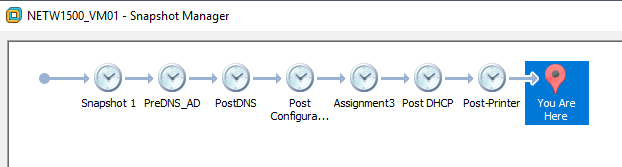 NETW1500_VM01 - Snapshot Manager
Snapshot 1
PreDNS_AD
PostDNS
Post
Configura...
Assignment3
Post DHCP
Post-Printer
You Are
Here